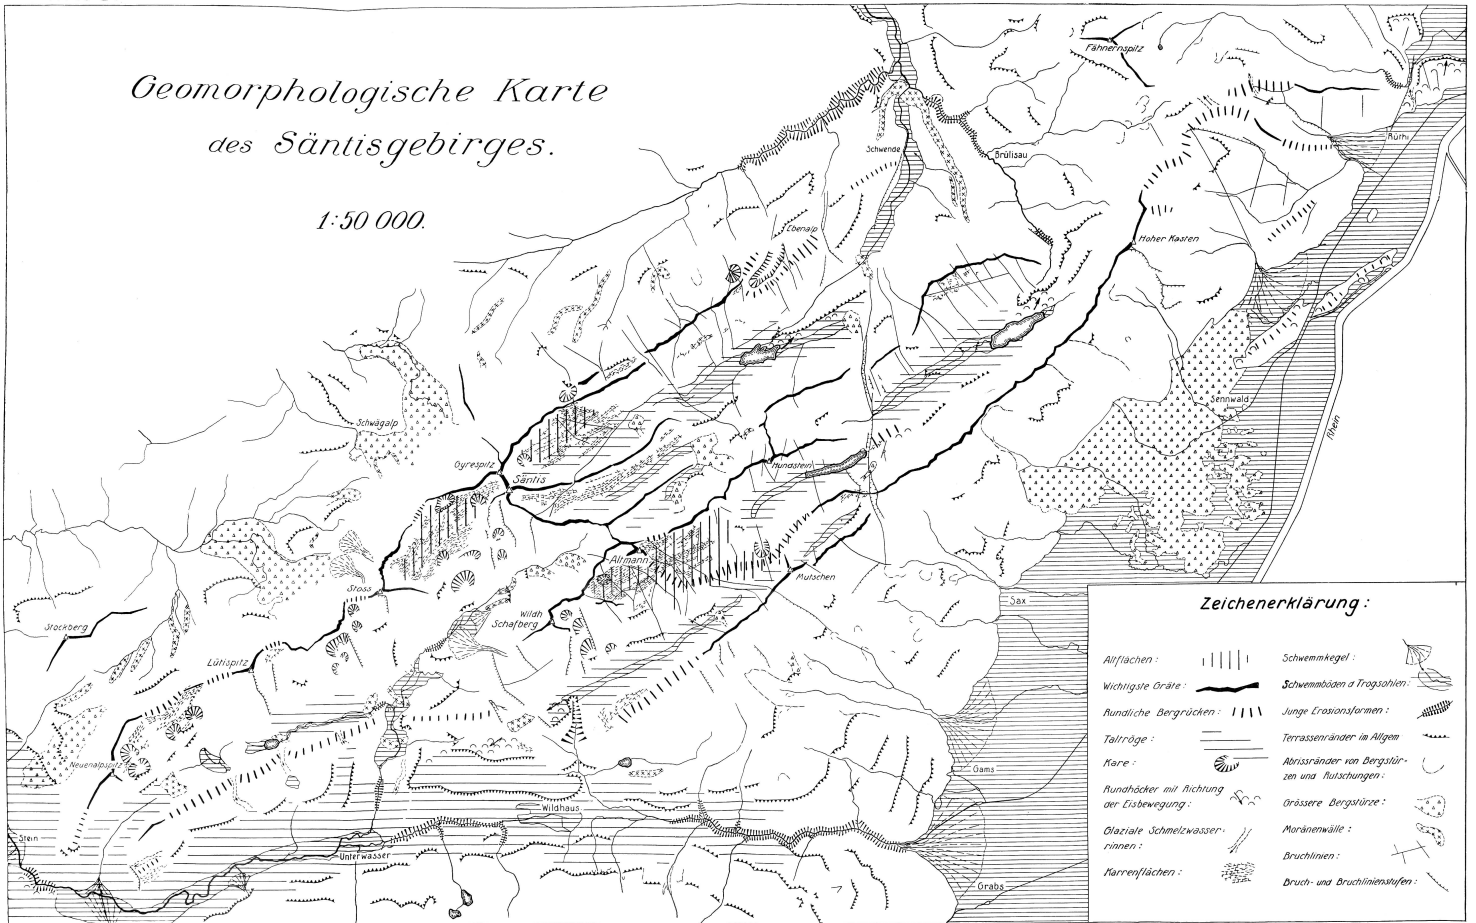 Geomorphologische Karte
des Säntisgebirges.
1:50 000.
Fähnernspitz
Rüthi
Schwende
Brülisau
Ebenalp
Hoher Kasten
Schwägalp
Sennwald
Rhein
Gyrespitz
Säntis
Hundstein
Altmann
Mutschen
Stoss
Wildh
Schafberg
Sax
Stockberg
Lütispitz
Neuenalpspitz
Gams
Wildhaus
Stein
Unterwasser
Grabs
Zeichenerklärung:
Altflächen:
Wichtigste Gräte:
Rundliche Bergrücken:
Taltröge:
Kare:
Rundhöcker mit Richtung
der Eisbewegung:
Glaziale Schmelzwasser-
rinnen:
Karrenflächen:
Schwemmkegel:
Schwemmböden d Trogsohlen:
Junge Erosionsformen:
Terrassenränder im Allgem
Abrissränder von Bergstür-
zen und Rutschungen:
Grössere Bergstürze:
Moränenwälle:
Bruchlinien:
Bruch- und Bruchlinienstufen: